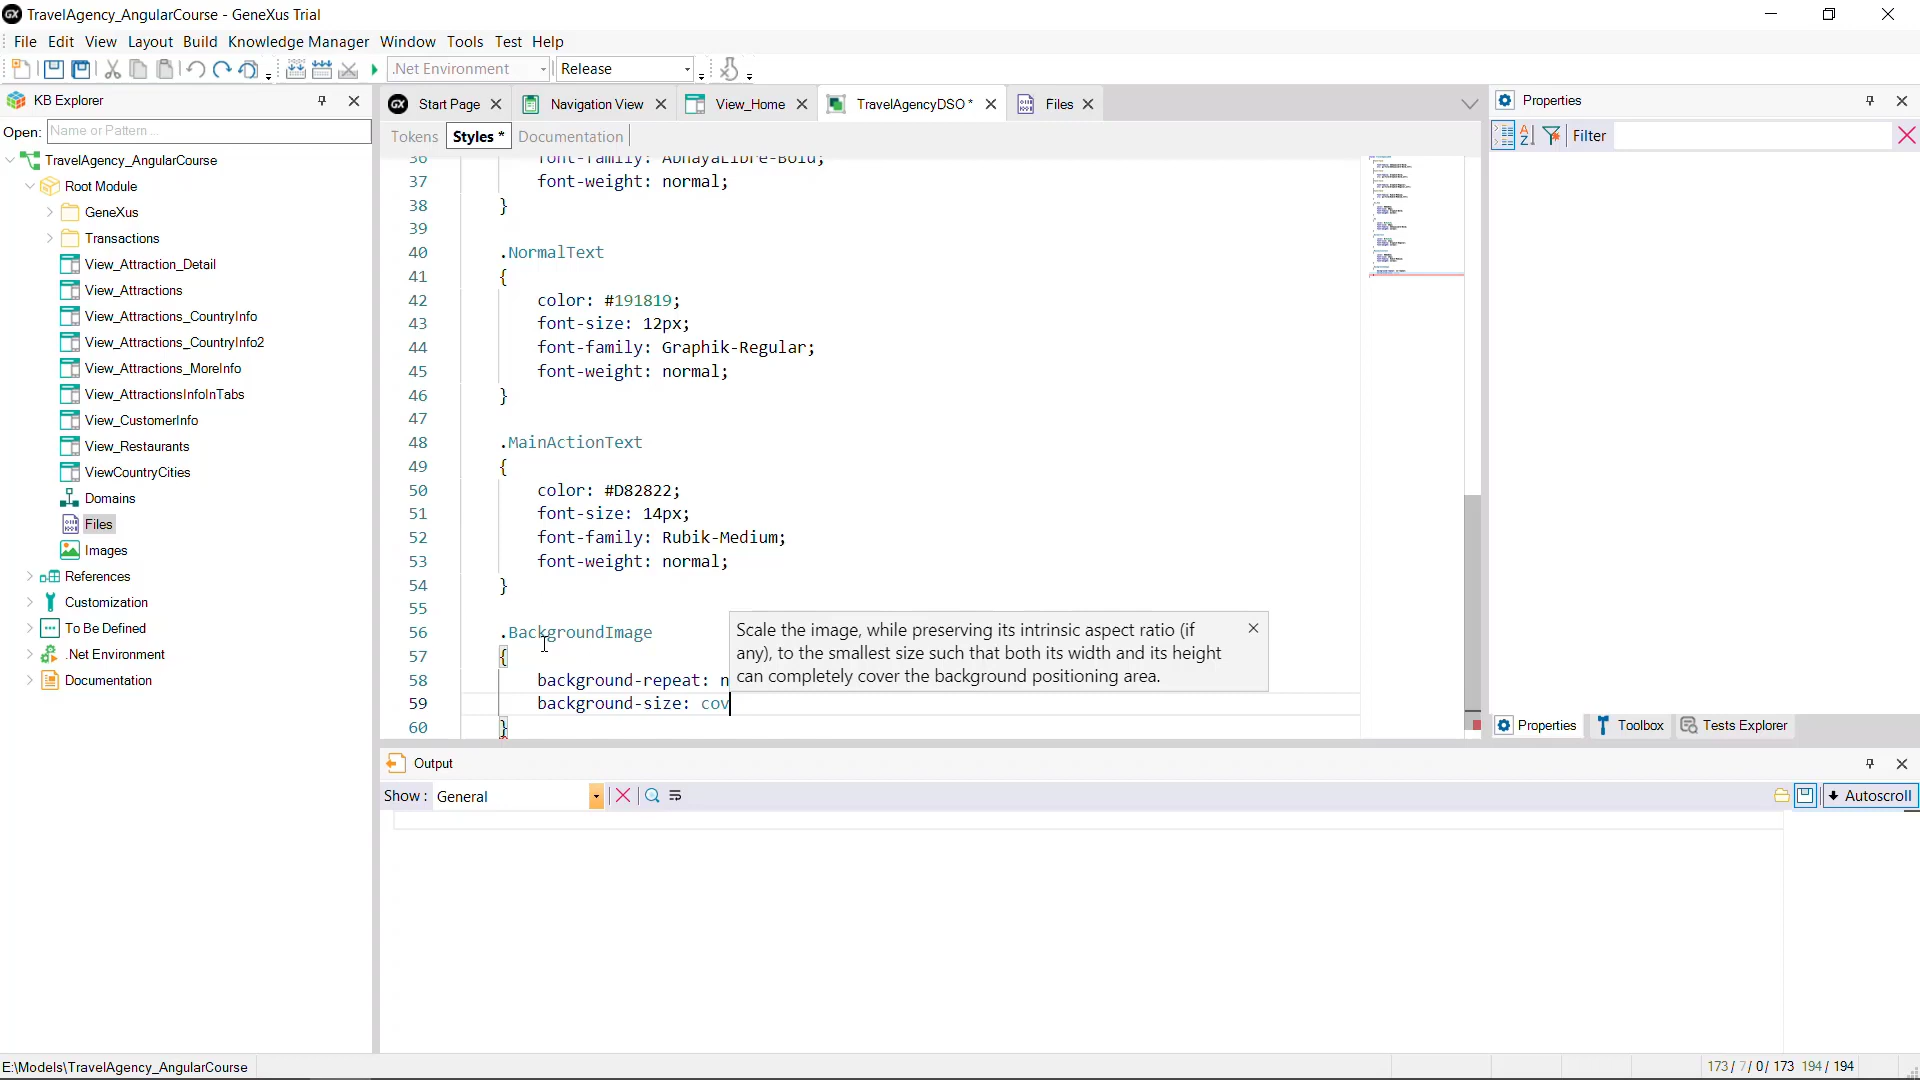 TravelAgency_AngularCourse - GeneXus Trial
File Edit View Layout Build Knowledge Manager Window Tools Test Help
.Net Environment Release
KB Explorer
Open: Name or Pattern ...
TravelAgency_AngularCourse
Root Module
GeneXus
Transactions
View_Attraction_Detail
View_Attractions
View_Attractions_CountryInfo
View_Attractions_CountryInfo2
View_Attractions_MoreInfo
View_AttractionsInfoInTabs
View_CustomerInfo
View_Restaurants
ViewCountryCities
Domains
Files
Images
References
Customization
To Be Defined
.Net Environment
Documentation
Start Page Navigation View View_Home TravelAgencyDSO * Files
Tokens Styles * Documentation
36 font-family: AbhayaLibre-Bold;
37 font-weight: normal;
38 }
39
40 .NormalText
41 {
42 color: #191819;
43 font-size: 12px;
44 font-family: Graphik-Regular;
45 font-weight: normal;
46 }
47
48 .MainActionText
49 {
50 color: #D82822;
51 font-size: 14px;
52 font-family: Rubik-Medium;
53 font-weight: normal;
54 }
55
56 .BackgroundImage
57 {
58 background-repeat: n
59 background-size: cov
60 }
Scale the image, while preserving its intrinsic aspect ratio (if
any), to the smallest size such that both its width and its height
can completely cover the background positioning area.
Properties
Filter
Properties Toolbox Tests Explorer
Output
Show : General
Autoscroll
E:\Models\TravelAgency_AngularCourse
173 / 7 / 0 / 173 194 / 194